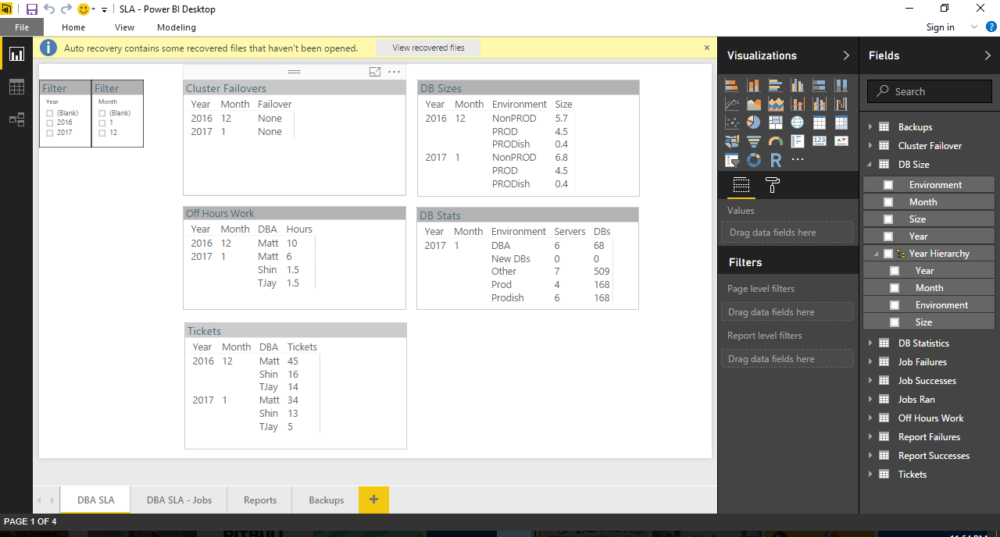 SLA - Power BI Desktop
File Home View Modeling Sign in
Auto recovery contains some recovered files that haven't been opened. View recovered files
Filter
Year
(Blank)
2016
2017
Filter
Month
(Blank)
1
12
Cluster Failovers
Year Month Failover
2016 12 None
2017 1 None
DB Sizes
Year Month Environment Size
2016 12 NonPROD 5.7
PROD 4.5
PRODish 0.4
2017 1 NonPROD 6.8
PROD 4.5
PRODish 0.4
Off Hours Work
Year Month DBA Hours
2016 12 Matt 10
2017 1 Matt 6
Shin 1.5
TJay 1.5
DB Stats
Year Month Environment Servers DBs
2017 1 DBA 6 68
New DBs 0 0
Other 7 509
Prod 4 168
Prodish 6 168
Tickets
Year Month DBA Tickets
2016 12 Matt 45
Shin 16
TJay 14
2017 1 Matt 34
Shin 13
TJay 5
Visualizations
R
123
Values
Drag data fields here
Filters
Page level filters
Drag data fields here
Report level filters
Drag data fields here
Fields
Search
Backups
Cluster Failover
DB Size
Environment
Month
Size
Year
Year Hierarchy
Year
Month
Environment
Size
DB Statistics
Job Failures
Job Successes
Jobs Ran
Off Hours Work
Report Failures
Report Successes
Tickets
DBA SLA DBA SLA - Jobs Reports Backups +
PAGE 1 OF 4